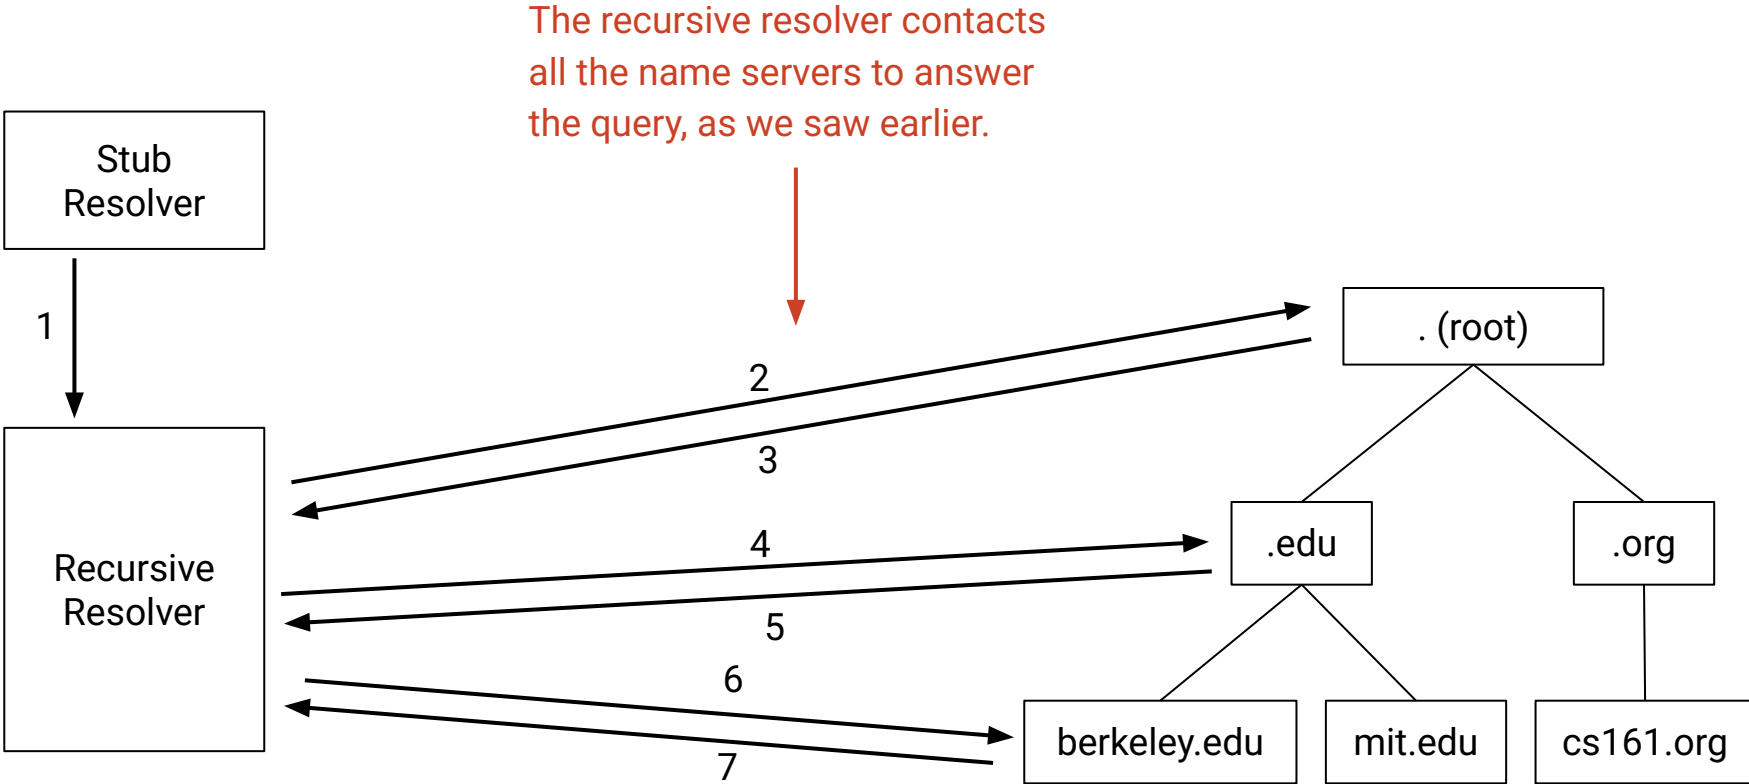 The recursive resolver contacts
all the name servers to answer
the query, as we saw earlier.
Stub
Resolver
1
. (root)
2
3
Recursive
Resolver
4
.edu
.org
5
6
berkeley.edu
mit.edu
cs161.org
7